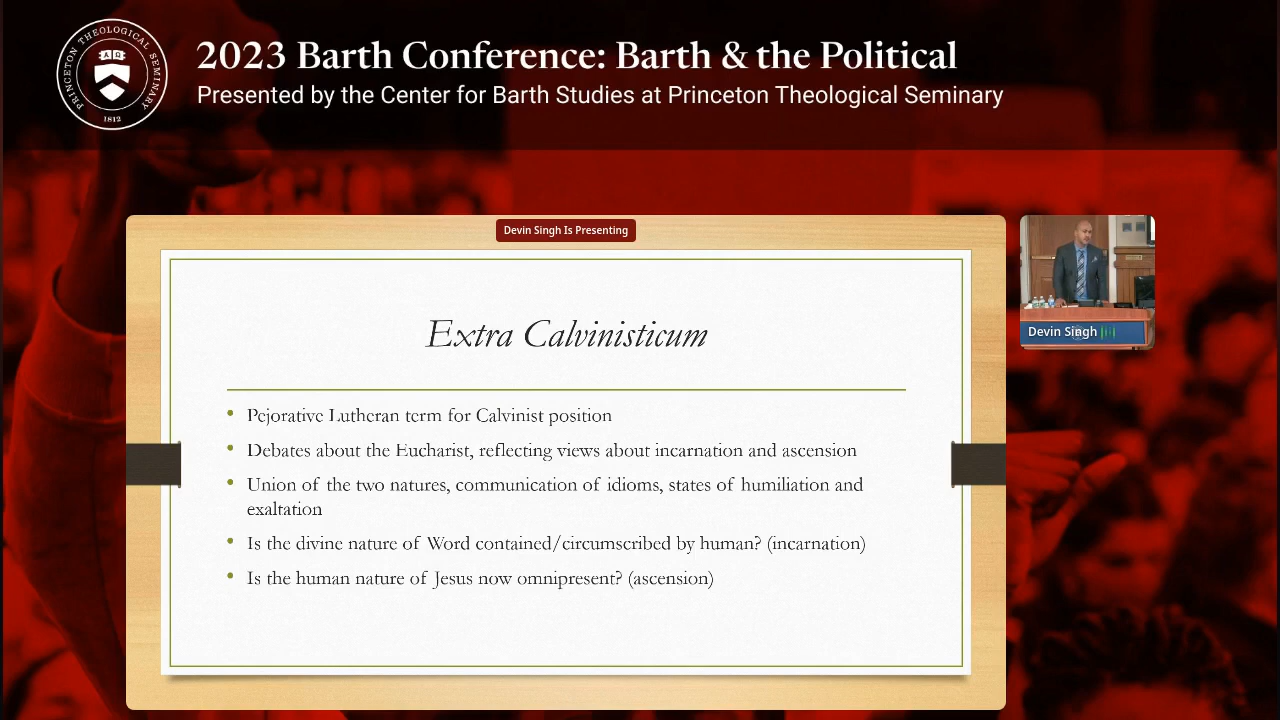 PRINCETON THEOLOGICAL SEMINARY
1812
2023 Barth Conference: Barth & the Political
Presented by the Center for Barth Studies at Princeton Theological Seminary
Devin Singh Is Presenting
Extra Calvinisticum
• Pejorative Lutheran term for Calvinist position
• Debates about the Eucharist, reflecting views about incarnation and ascension
• Union of the two natures, communication of idioms, states of humiliation and
exaltation
• Is the divine nature of Word contained/circumscribed by human? (incarnation)
• Is the human nature of Jesus now omnipresent? (ascension)
Devin Singh